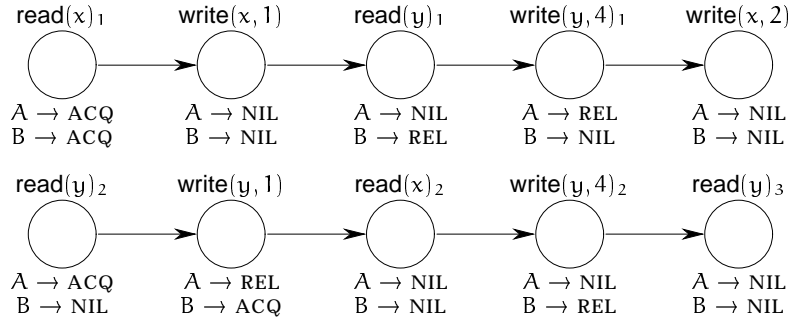 read(x)₁ write(x, 1) read(y)₁ write(y, 4)₁ write(x, 2)
A → ACQ A → NIL A → NIL A → REL A → NIL
B → ACQ B → NIL B → REL B → NIL B → NIL
read(y)₂ write(y, 1) read(x)₂ write(y, 4)₂ read(y)₃
A → ACQ A → REL A → NIL A → NIL A → NIL
B → NIL B → ACQ B → NIL B → REL B → NIL